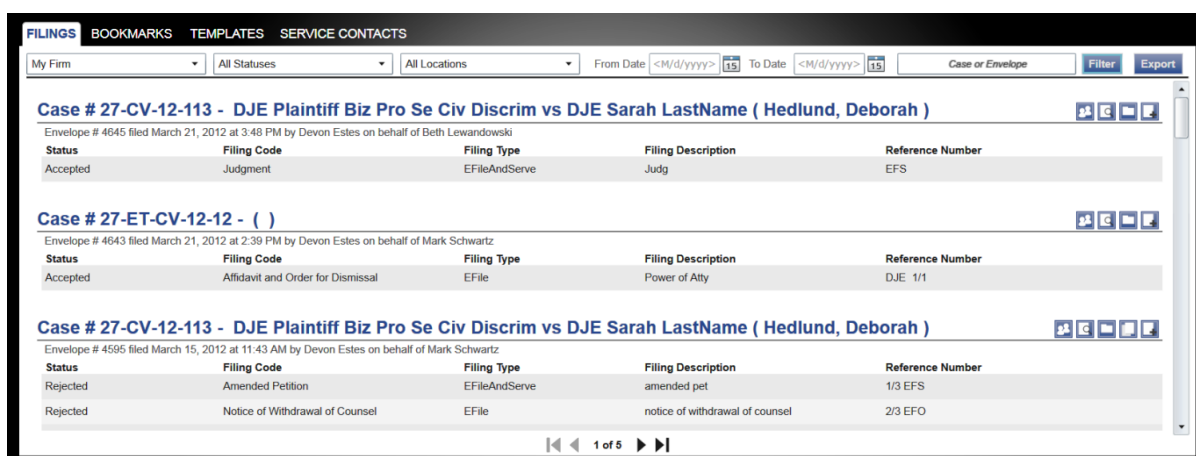 FILINGS BOOKMARKS TEMPLATES SERVICE CONTACTS
My Firm All Statuses All Locations From Date <M/d/yyyy> 15 To Date <M/d/yyyy> 15 Case or Envelope Filter Export
Case # 27-CV-12-113 - DJE Plaintiff Biz Pro Se Civ Discrim vs DJE Sarah LastName ( Hedlund, Deborah )
Envelope # 4645 filed March 21, 2012 at 3:48 PM by Devon Estes on behalf of Beth Lewandowski
Status Filing Code Filing Type Filing Description Reference Number
Accepted Judgment EFileAndServe Judg EFS
Case # 27-ET-CV-12-12 - ( )
Envelope # 4643 filed March 21, 2012 at 2:39 PM by Devon Estes on behalf of Mark Schwartz
Status Filing Code Filing Type Filing Description Reference Number
Accepted Affidavit and Order for Dismissal EFile Power of Atty DJE 1/1
Case # 27-CV-12-113 - DJE Plaintiff Biz Pro Se Civ Discrim vs DJE Sarah LastName ( Hedlund, Deborah )
Envelope # 4595 filed March 15, 2012 at 11:43 AM by Devon Estes on behalf of Mark Schwartz
Status Filing Code Filing Type Filing Description Reference Number
Rejected Amended Petition EFileAndServe amended pet 1/3 EFS
Rejected Notice of Withdrawal of Counsel EFile notice of withdrawal of counsel 2/3 EFO
1 of 5